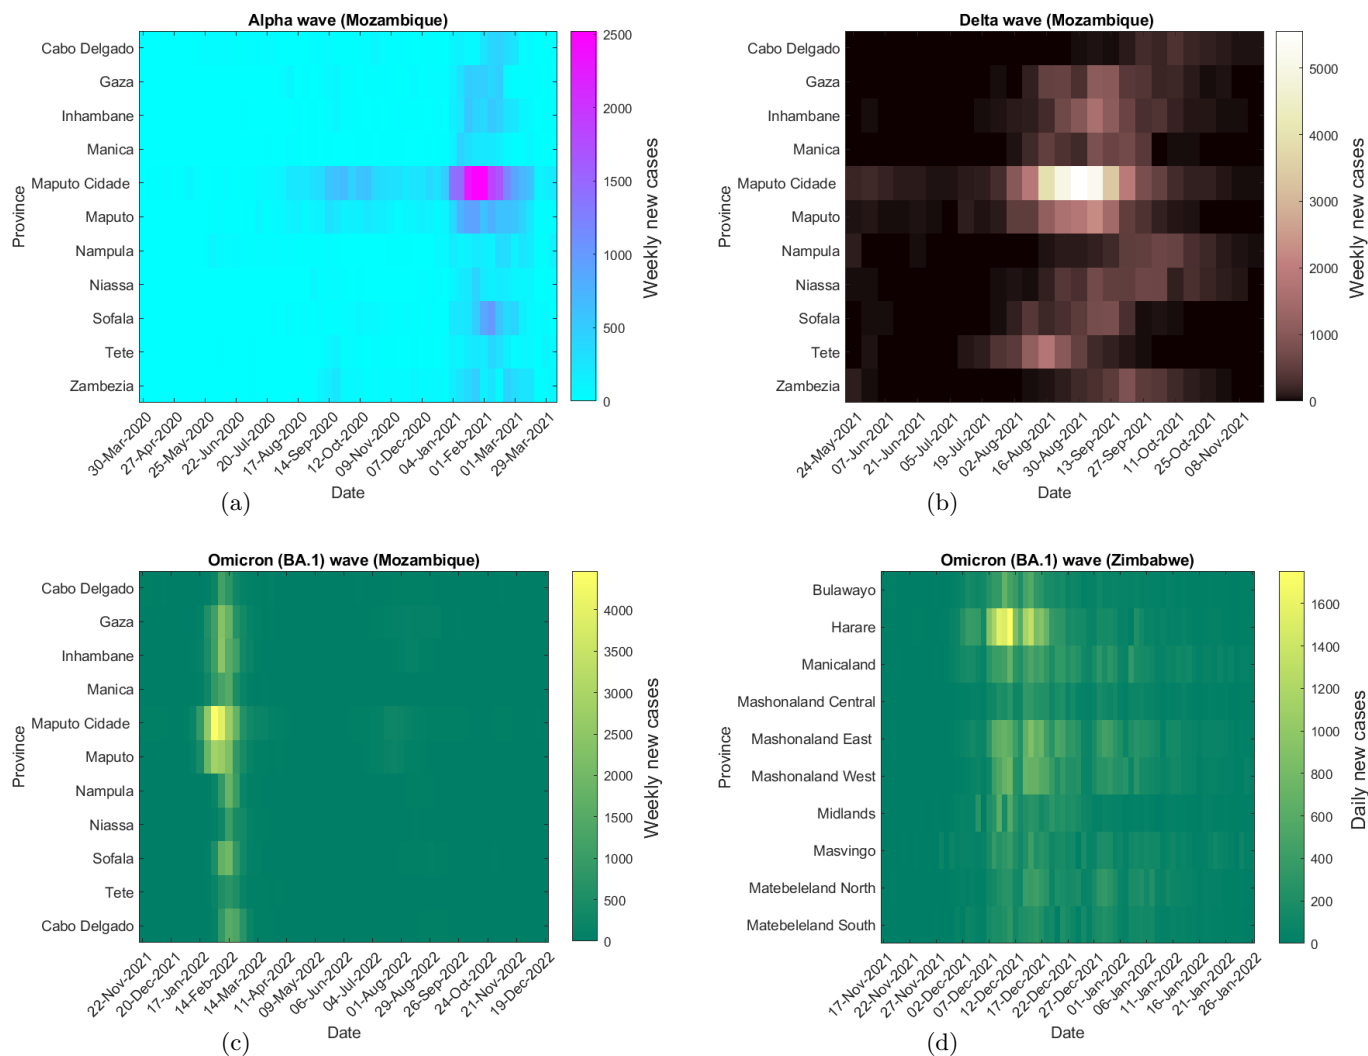 Alpha wave (Mozambique)
Province
Cabo Delgado
Gaza
Inhambane
Manica
Maputo Cidade
Maputo
Nampula
Niassa
Sofala
Tete
Zambezia
30-Mar-2020
27-Apr-2020
25-May-2020
22-Jun-2020
20-Jul-2020
17-Aug-2020
14-Sep-2020
12-Oct-2020
09-Nov-2020
07-Dec-2020
04-Jan-2021
01-Feb-2021
01-Mar-2021
29-Mar-2021
Date
2500
2000
1500
1000
500
0
Weekly new cases
(a)
Delta wave (Mozambique)
Province
Cabo Delgado
Gaza
Inhambane
Manica
Maputo Cidade
Maputo
Nampula
Niassa
Sofala
Tete
Zambezia
24-May-2021
07-Jun-2021
21-Jun-2021
05-Jul-2021
19-Jul-2021
02-Aug-2021
16-Aug-2021
30-Aug-2021
13-Sep-2021
27-Sep-2021
11-Oct-2021
25-Oct-2021
08-Nov-2021
Date
5000
4000
3000
2000
1000
0
Weekly new cases
(b)
Omicron (BA.1) wave (Mozambique)
Province
Cabo Delgado
Gaza
Inhambane
Manica
Maputo Cidade
Maputo
Nampula
Niassa
Sofala
Tete
Cabo Delgado
22-Nov-2021
20-Dec-2021
17-Jan-2022
14-Feb-2022
14-Mar-2022
11-Apr-2022
09-May-2022
06-Jun-2022
04-Jul-2022
01-Aug-2022
29-Aug-2022
26-Sep-2022
24-Oct-2022
21-Nov-2022
19-Dec-2022
Date
4000
3500
3000
2500
2000
1500
1000
500
0
Weekly new cases
(c)
Omicron (BA.1) wave (Zimbabwe)
Province
Bulawayo
Harare
Manicaland
Mashonaland Central
Mashonaland East
Mashonaland West
Midlands
Masvingo
Matebeleland North
Matebeleland South
17-Nov-2021
22-Nov-2021
27-Nov-2021
02-Dec-2021
07-Dec-2021
12-Dec-2021
17-Dec-2021
22-Dec-2021
27-Dec-2021
01-Jan-2022
06-Jan-2022
11-Jan-2022
16-Jan-2022
21-Jan-2022
26-Jan-2022
Date
1600
1400
1200
1000
800
600
400
200
0
Daily new cases
(d)